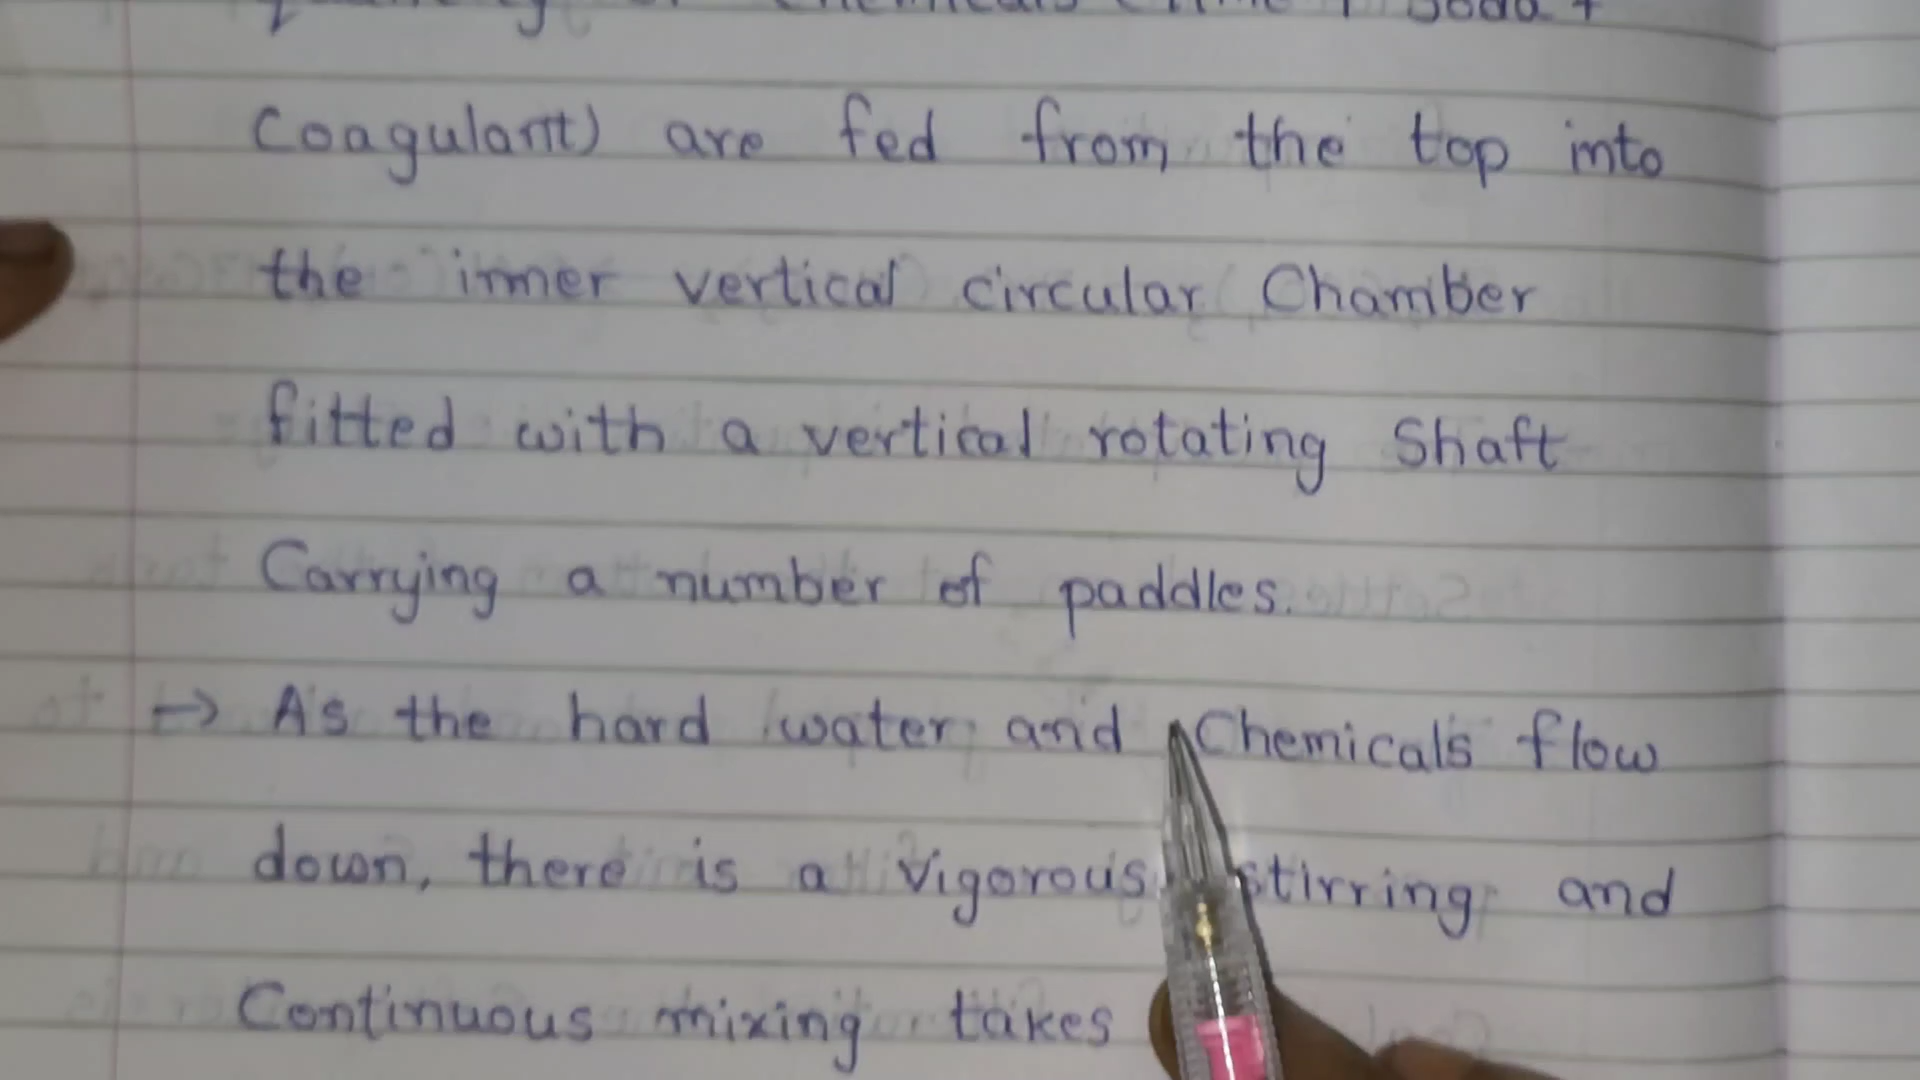 Chemicals
Coagulant) are fed from the top into
the inner vertical circular Chamber
fitted with a vertical rotating Shaft
Carrying a number of paddles.
→ As the hard water and Chemicals flow
down, there is a vigorous stirring and
Continuous mixing takes